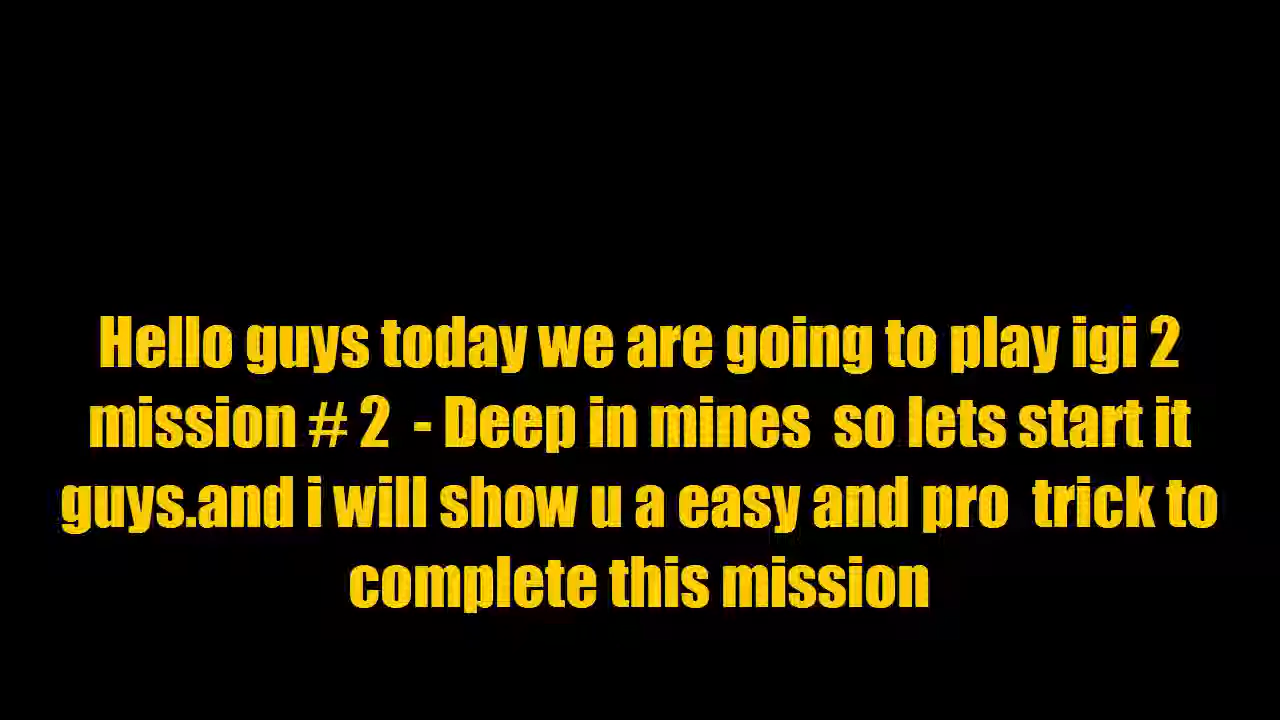 Hello guys today we are going to play igi 2
mission # 2  - Deep in mines  so lets start it
guys.and i will show u a easy and pro  trick to
complete this mission